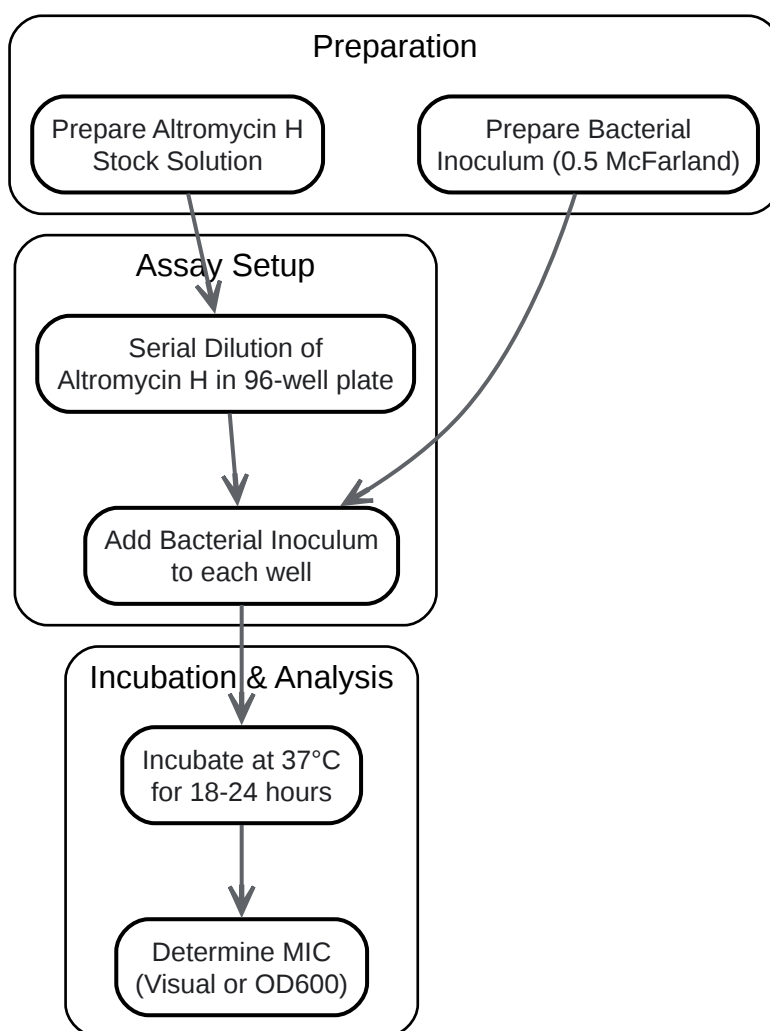 Preparation
Prepare Altromycin H
Stock Solution
Prepare Bacterial
Inoculum (0.5 McFarland)
Assay Setup
Serial Dilution of
Altromycin H in 96-well plate
Add Bacterial Inoculum
to each well
Incubation & Analysis
Incubate at 37°C
for 18-24 hours
Determine MIC
(Visual or OD600)